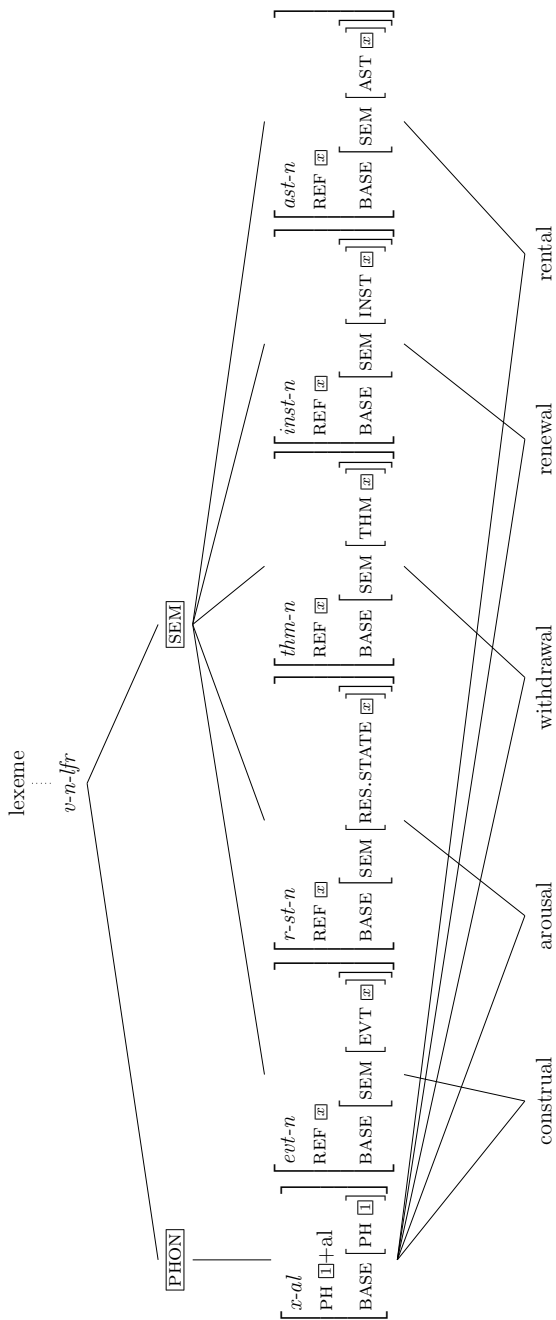 lexeme
v-n-lfr
PHON SEM
x-al
PH 1+al
BASE [PH 1]
evt-n
REF x
BASE [SEM [EVT x]]
r-st-n
REF x
BASE [SEM [RES.STATE x]]
thm-n
REF x
BASE [SEM [THM x]]
inst-n
REF x
BASE [SEM [INST x]]
ast-n
REF x
BASE [SEM [AST x]]
construal arousal withdrawal renewal rental